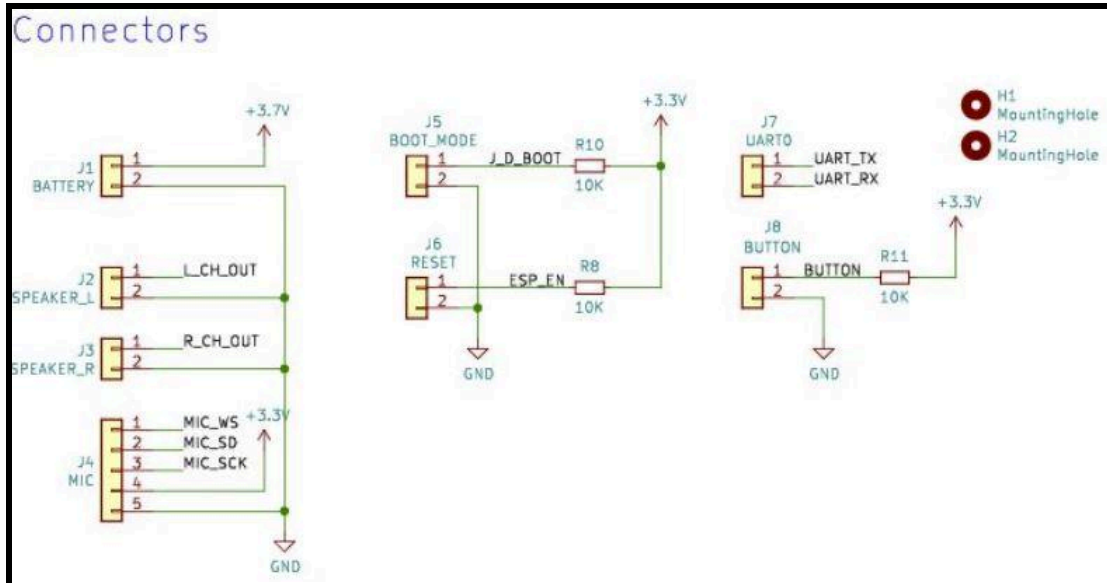 Connectors
+3.7V
J1
BATTERY
1
2
J2
SPEAKER_L
1
2
L_CH_OUT
J3
SPEAKER_R
1
2
R_CH_OUT
J4
MIC
1
2
3
4
5
MIC_WS
MIC_SD
MIC_SCK
+3.3V
GND
J5
BOOT_MODE
1
2
J_D_BOOT
R10
10K
+3.3V
J6
RESET
1
2
ESP_EN
R8
10K
GND
J7
UART0
1
2
UART_TX
UART_RX
J8
BUTTON
1
2
BUTTON
R11
10K
+3.3V
GND
H1
MountingHole
H2
MountingHole